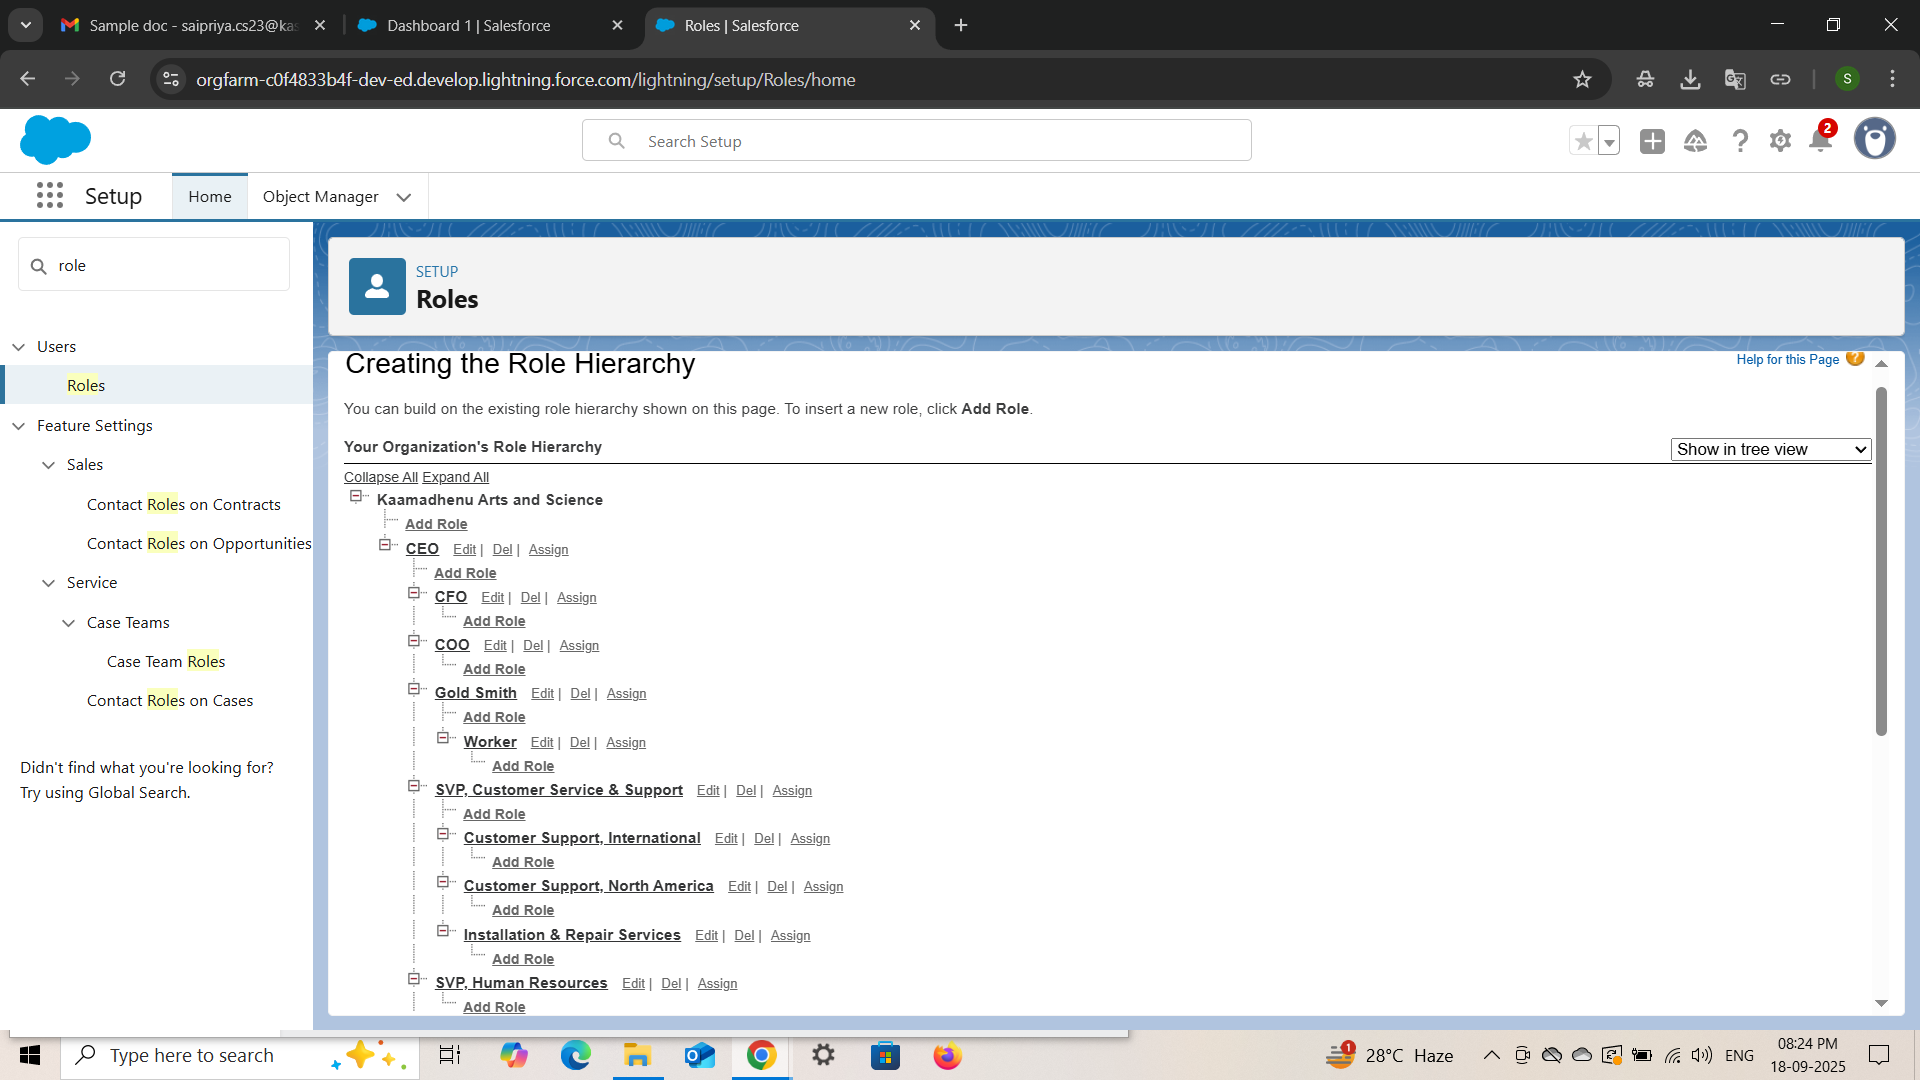 Sample doc - saipriya.cs23@kas
Dashboard 1 | Salesforce
Roles | Salesforce
orgfarm-c0f4833b4f-dev-ed.develop.lightning.force.com/lightning/setup/Roles/home
S
Search Setup
2
Setup
Home
Object Manager
role
Users
Roles
Feature Settings
Sales
Contact Roles on Contracts
Contact Roles on Opportunities
Service
Case Teams
Case Team Roles
Contact Roles on Cases
Didn't find what you're looking for?
Try using Global Search.
SETUP
Roles
Creating the Role Hierarchy
Help for this Page ?
You can build on the existing role hierarchy shown on this page. To insert a new role, click Add Role.
Your Organization's Role Hierarchy
Show in tree view
Collapse All Expand All
Kaamadhenu Arts and Science
Add Role
CEO Edit | Del | Assign
Add Role
CFO Edit | Del | Assign
Add Role
COO Edit | Del | Assign
Add Role
Gold Smith Edit | Del | Assign
Add Role
Worker Edit | Del | Assign
Add Role
SVP, Customer Service & Support Edit | Del | Assign
Add Role
Customer Support, International Edit | Del | Assign
Add Role
Customer Support, North America Edit | Del | Assign
Add Role
Installation & Repair Services Edit | Del | Assign
Add Role
SVP, Human Resources Edit | Del | Assign
Add Role
Type here to search
1
28°C Haze
ENG
08:24 PM
18-09-2025